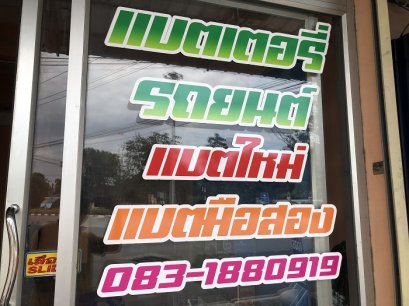 แบตเตอรี่
รถยนต์
แบตใหม่
แบตมือสอง
083-1880919